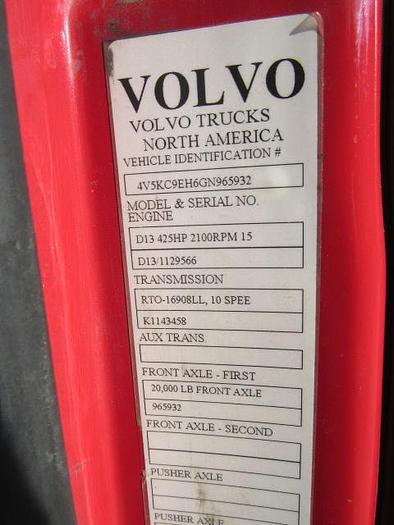 VOLVO
VOLVO TRUCKS
NORTH AMERICA
VEHICLE IDENTIFICATION #
4V5KC9EH6GN965932
MODEL & SERIAL NO.
ENGINE
D13 425HP 2100RPM 15
D13/1129566
TRANSMISSION
RTO-16908LL, 10 SPEE
K1143458
AUX TRANS.
FRONT AXLE - FIRST
20,000 LB FRONT AXLE
965932
FRONT AXLE - SECOND
PUSHER AXLE
PUSHER AXLE